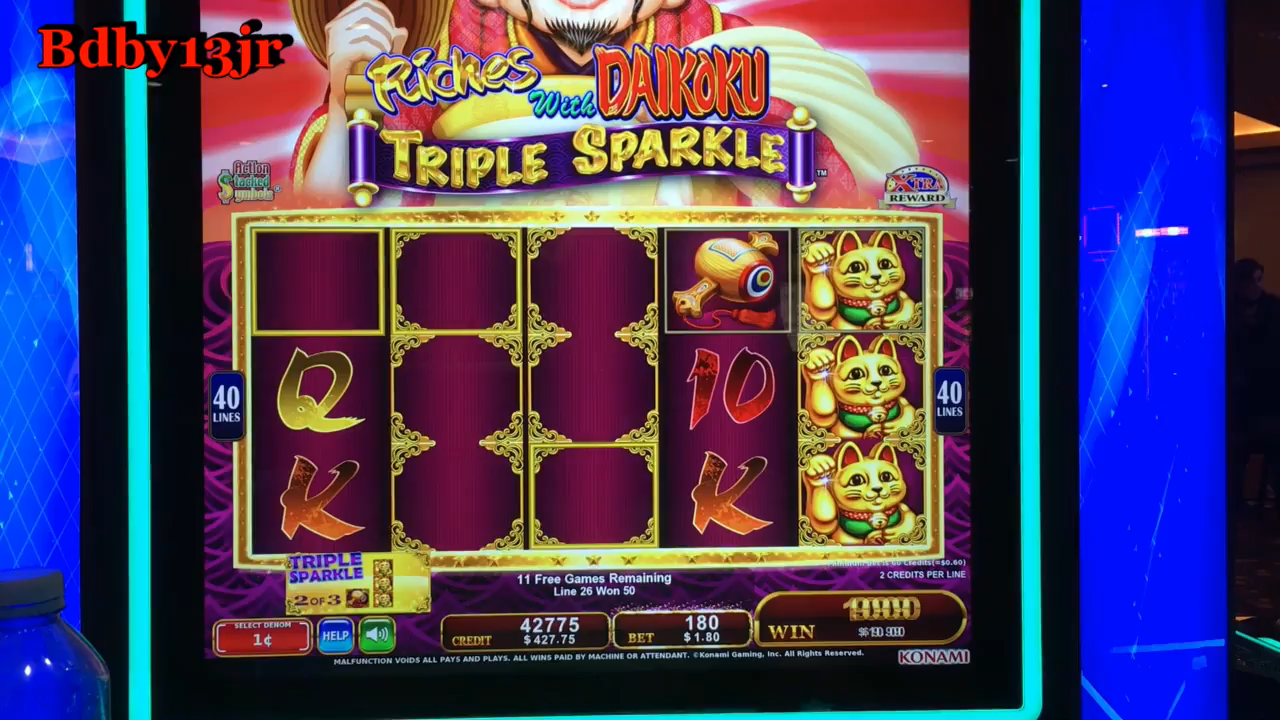 Bdby13jr
Riches With DAIKOKU
TRIPLE SPARKLE™
Action
$tacked
$ymbols®
XTRA
REWARD
10
Q
40
LINES
40
LINES
K
K
TRIPLE
SPARKLE
2 OF 3
11 Free Games Remaining
Line 26 Won 50
2 CREDITS PER LINE
SELECT DENOM
1¢
HELP
CREDIT
42775
$427.75
BET
180
$1.80
WIN
MALFUNCTION VOIDS ALL PAYS AND PLAYS. ALL WINS PAID BY MACHINE OR ATTENDANT. ©Konami Gaming, Inc. All Rights Reserved.
KONAMI